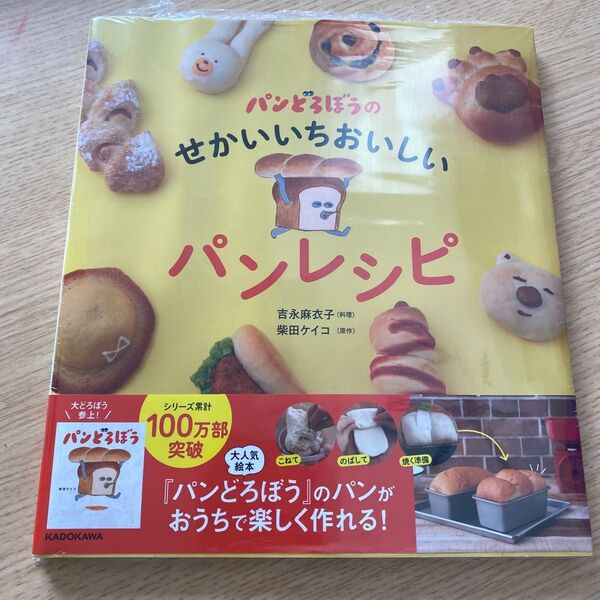 パンどろぼうの
せかいいちおいしい
パンレシピ
吉永麻衣子(料理)
柴田ケイコ(原作)
大どろぼう
参上!
パンどろぼう
柴田ケイコ
KADOKAWA
シリーズ累計
100万部
突破
大人気
絵本
こねて
のばして
焼く準備
『パンどろぼう』のパンが
おうちで楽しく作れる!